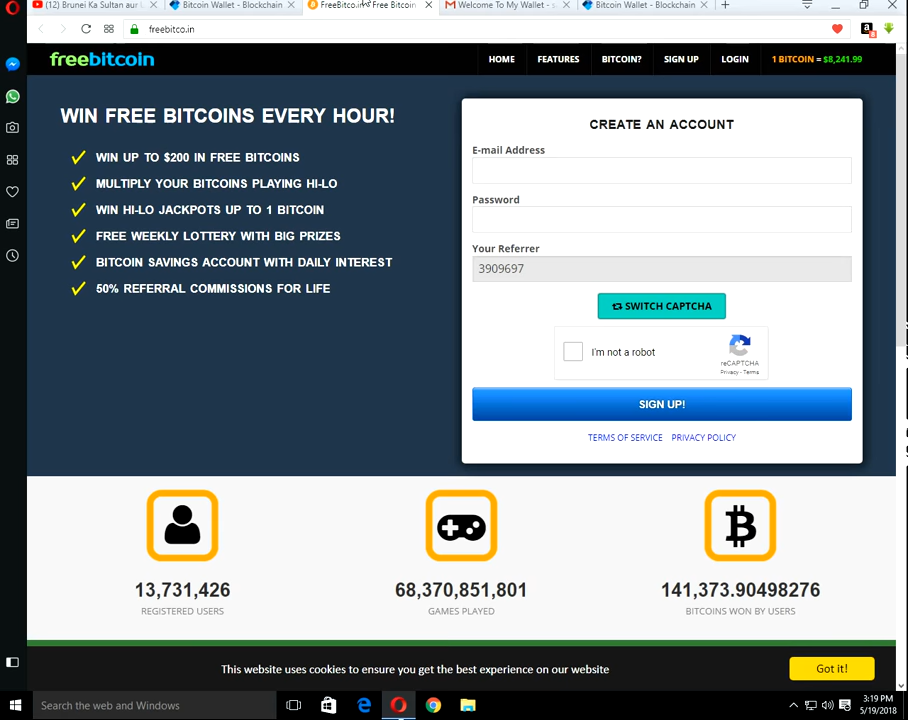 (12) Brunei Ka Sultan aur
Bitcoin Wallet - Blockchain
FreeBitco.in - Free Bitcoin
Welcome To My Wallet - s
Bitcoin Wallet - Blockchain
freebitco.in
freebitcoin
HOME
FEATURES
BITCOIN?
SIGN UP
LOGIN
1 BITCOIN = $8,241.99
WIN FREE BITCOINS EVERY HOUR!
WIN UP TO $200 IN FREE BITCOINS
MULTIPLY YOUR BITCOINS PLAYING HI-LO
WIN HI-LO JACKPOTS UP TO 1 BITCOIN
FREE WEEKLY LOTTERY WITH BIG PRIZES
BITCOIN SAVINGS ACCOUNT WITH DAILY INTEREST
50% REFERRAL COMMISSIONS FOR LIFE
CREATE AN ACCOUNT
E-mail Address
Password
Your Referrer
3909697
SWITCH CAPTCHA
I'm not a robot
reCAPTCHA
Privacy - Terms
SIGN UP!
TERMS OF SERVICE PRIVACY POLICY
13,731,426
REGISTERED USERS
68,370,851,801
GAMES PLAYED
141,373.90498276
BITCOINS WON BY USERS
This website uses cookies to ensure you get the best experience on our website
Got it!
Search the web and Windows
3:19 PM
5/19/2018